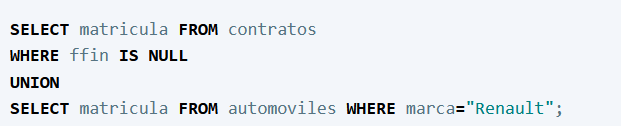 SELECT matricula FROM contratos
WHERE ffin IS NULL
UNION
SELECT matricula FROM automoviles WHERE marca="Renault";